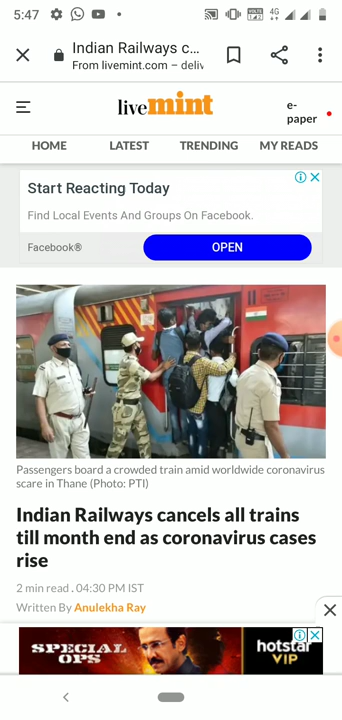 5:47
4G
Indian Railways c...
From livemint.com – deliv
livemint
e-
paper
HOME LATEST TRENDING MY READS
Start Reacting Today
Find Local Events And Groups On Facebook.
Facebook® OPEN
Passengers board a crowded train amid worldwide coronavirus
scare in Thane (Photo: PTI)
Indian Railways cancels all trains
till month end as coronavirus cases
rise
2 min read . 04:30 PM IST
Written By Anulekha Ray
SPECIAL hotstar
OPS VIP